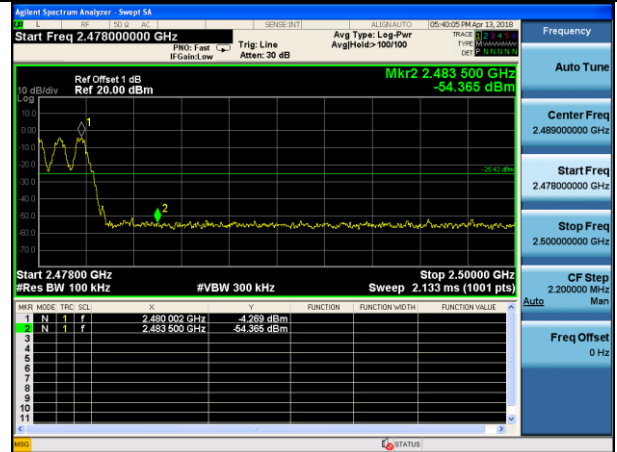 Agilent Spectrum Analyzer - Swept SA
L RF 50 Ω AC SENSE:INT ALIGN AUTO 05:40:05 PM Apr 13, 2018
Start Freq 2.478000000 GHz
PNO: Fast
IFGain:Low
Trig: Line
Atten: 30 dB
Avg Type: Log-Pwr
Avg|Hold:>100/100
TRACE 1 2 3 4 5 6
TYPE M
DET P N N N N N
Frequency
Auto Tune
Mkr2 2.483 500 GHz
-54.365 dBm
Ref Offset 1 dB
10 dB/div Ref 20.00 dBm
Log
10.0
0.00
-10.0
-20.0
-30.0
-40.0
-50.0
-60.0
-70.0
1
2
Center Freq
2.489000000 GHz
Start Freq
2.478000000 GHz
Stop Freq
2.500000000 GHz
CF Step
2.200000 MHz
Auto Man
Freq Offset
0 Hz
Start 2.47800 GHz Stop 2.50000 GHz
#Res BW 100 kHz #VBW 300 kHz Sweep 2.133 ms (1001 pts)
MKR MODE TRC SCL X Y FUNCTION FUNCTION WIDTH FUNCTION VALUE
1 N 1 f 2.480 002 GHz -4.269 dBm
2 N 1 f 2.483 500 GHz -54.365 dBm
3
4
5
6
7
8
9
10
11
MSG STATUS